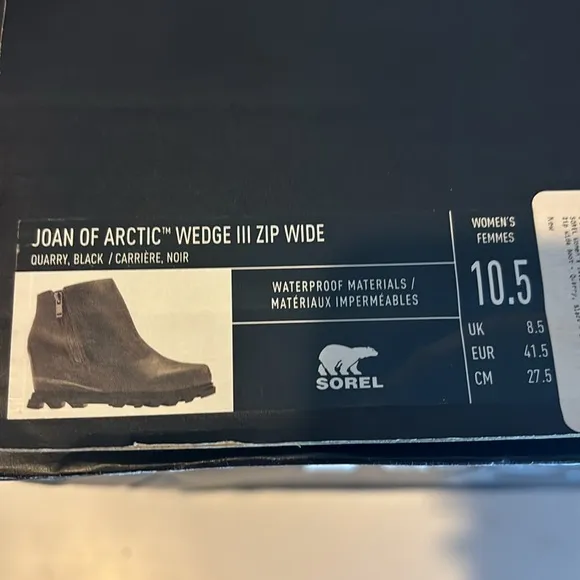 JOAN OF ARCTIC™ WEDGE III ZIP WIDE
QUARRY, BLACK / CARRIÈRE, NOIR
WATERPROOF MATERIALS /
MATÉRIAUX IMPERMÉABLES
SOREL
WOMEN'S
FEMMES
10.5
UK 8.5
EUR 41.5
CM 27.5
New